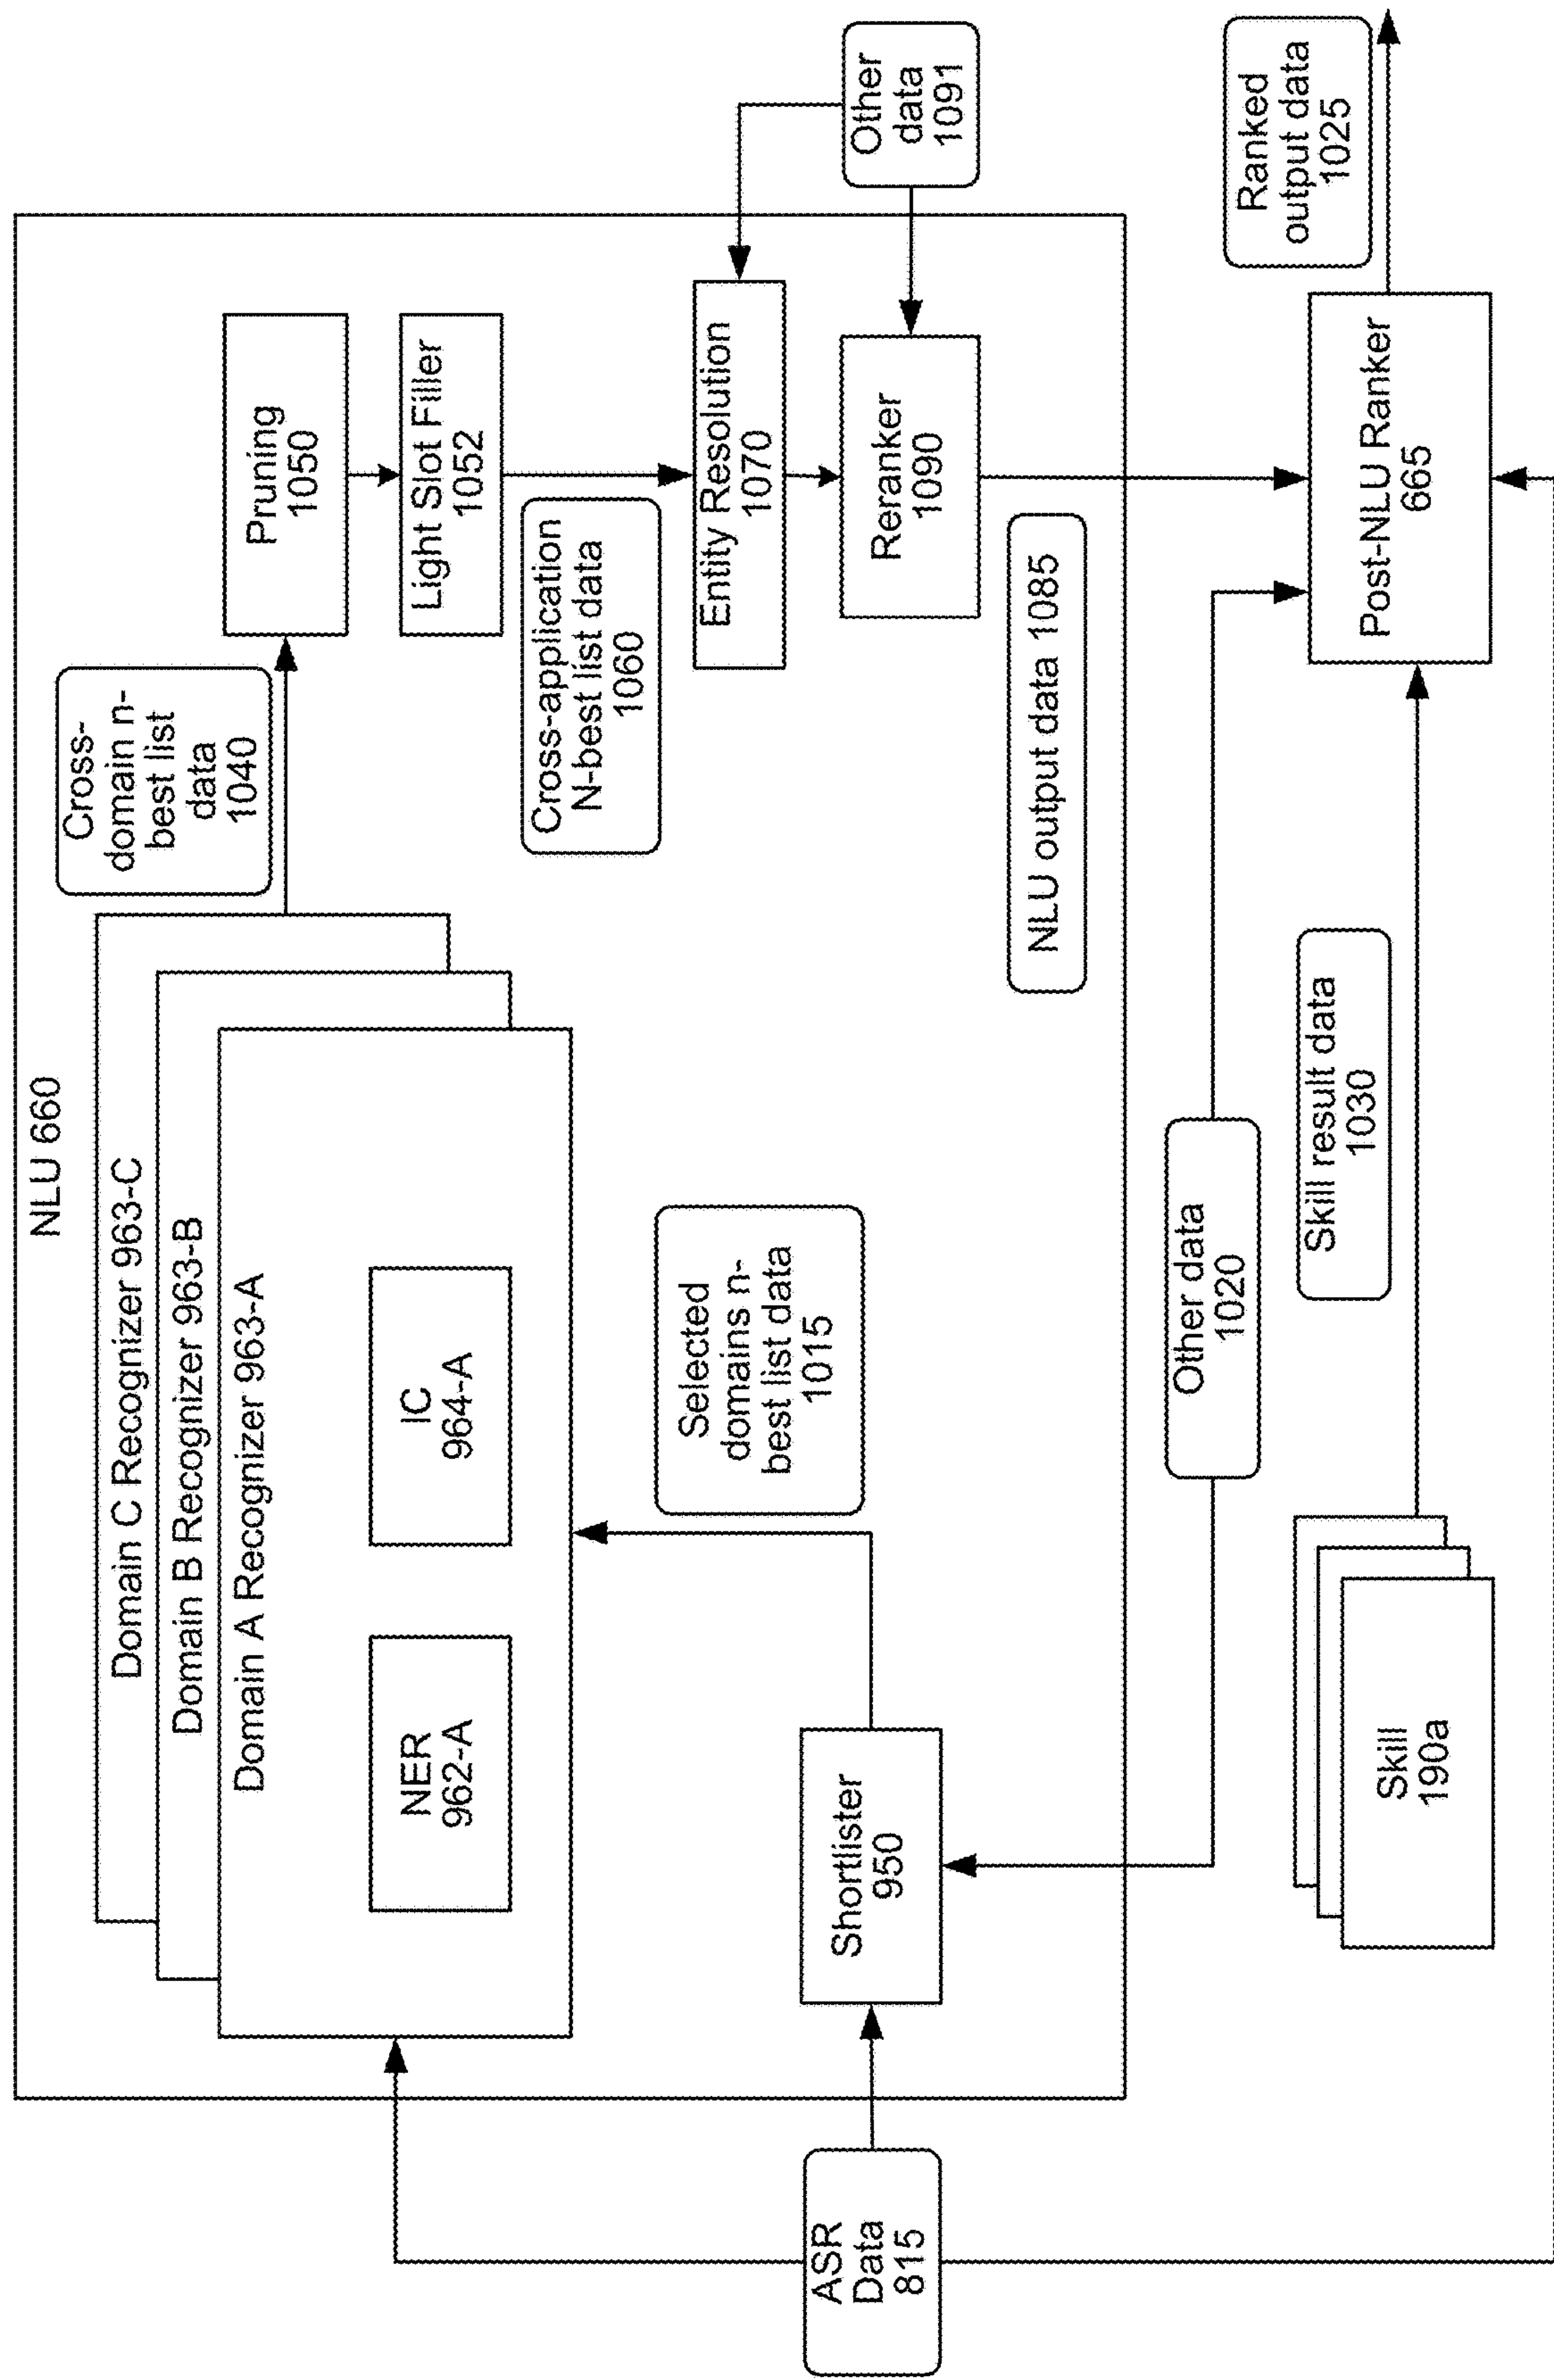 NLU 660
Domain C Recognizer 963-C
Domain B Recognizer 963-B
Domain A Recognizer 963-A
NER
962-A
IC
964-A
Cross-
domain n-
best list
data
1040
Pruning
1050
Light Slot Filler
1052
Cross-application
N-best list data
1060
Entity Resolution
1070
Reranker
1090
Other
data
1091
Selected
domains n-
best list data
1015
Shortlister
950
ASR
Data
815
NLU output data 1085
Other data
1020
Skill
190a
Skill result data
1030
Post-NLU Ranker
665
Ranked
output data
1025